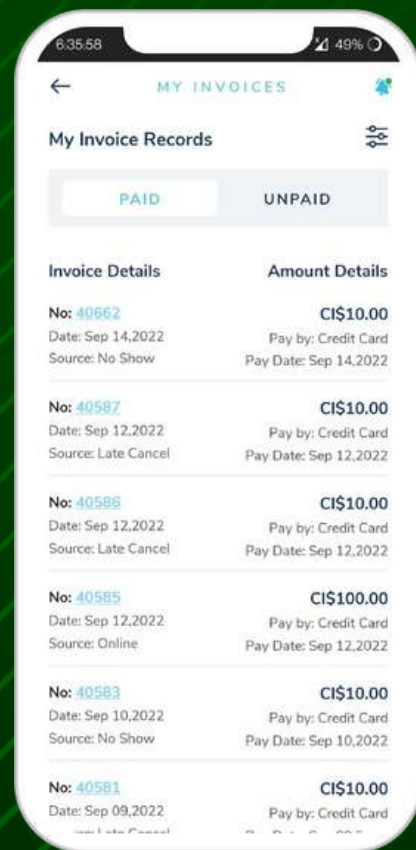 6:35:58 49%
MY INVOICES
My Invoice Records
PAID UNPAID
Invoice Details Amount Details
No: 40662 CI$10.00
Date: Sep 14,2022 Pay by: Credit Card
Source: No Show Pay Date: Sep 14,2022
No: 40587 CI$10.00
Date: Sep 12,2022 Pay by: Credit Card
Source: Late Cancel Pay Date: Sep 12,2022
No: 40586 CI$10.00
Date: Sep 12,2022 Pay by: Credit Card
Source: Late Cancel Pay Date: Sep 12,2022
No: 40585 CI$100.00
Date: Sep 12,2022 Pay by: Credit Card
Source: Online Pay Date: Sep 12,2022
No: 40583 CI$10.00
Date: Sep 10,2022 Pay by: Credit Card
Source: No Show Pay Date: Sep 10,2022
No: 40581 CI$10.00
Date: Sep 09,2022 Pay by: Credit Card